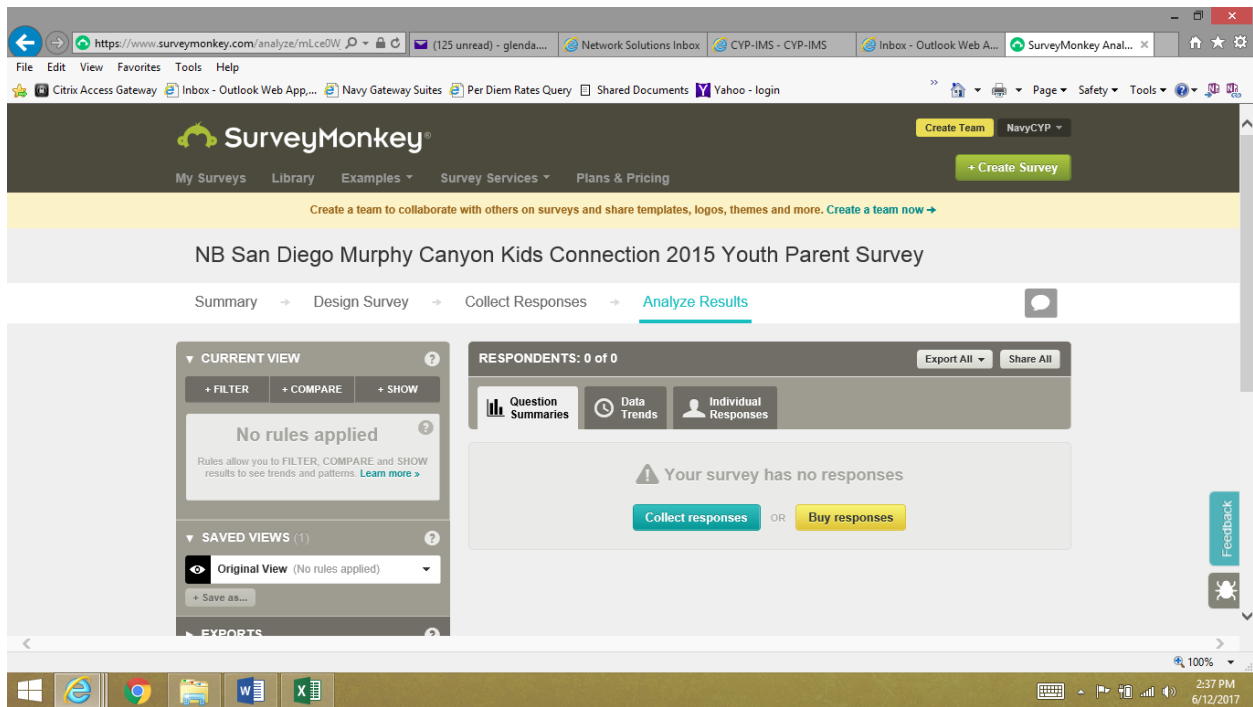 https://www.surveymonkey.com/analyze/mLce0W
(125 unread) - glenda....
Network Solutions Inbox
CYP-IMS - CYP-IMS
Inbox - Outlook Web A...
SurveyMonkey Anal...
File Edit View Favorites Tools Help
Citrix Access Gateway Inbox - Outlook Web App,... Navy Gateway Suites Per Diem Rates Query Shared Documents Yahoo - login
Page Safety Tools
SurveyMonkey®
Create Team NavyCYP
My Surveys Library Examples Survey Services Plans & Pricing
+ Create Survey
Create a team to collaborate with others on surveys and share templates, logos, themes and more. Create a team now →
NB San Diego Murphy Canyon Kids Connection 2015 Youth Parent Survey
Summary → Design Survey → Collect Responses → Analyze Results
CURRENT VIEW ?
+ FILTER + COMPARE + SHOW
No rules applied ?
Rules allow you to FILTER, COMPARE and SHOW
results to see trends and patterns. Learn more »
SAVED VIEWS (1) ?
Original View (No rules applied)
+ Save as...
EXPORTS ?
RESPONDENTS: 0 of 0
Export All Share All
Question
Summaries
Data
Trends
Individual
Responses
Your survey has no responses
Collect responses OR Buy responses
Feedback
100%
2:37 PM
6/12/2017